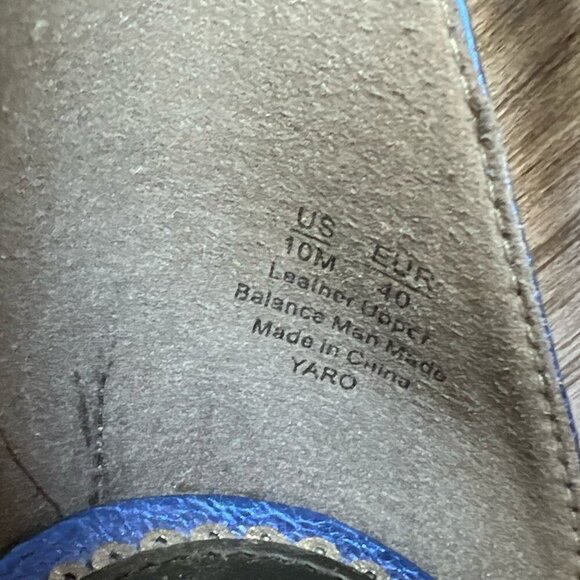 US EUR
10M 40
Leather Upper
Balance Man Made
Made in China
YARO